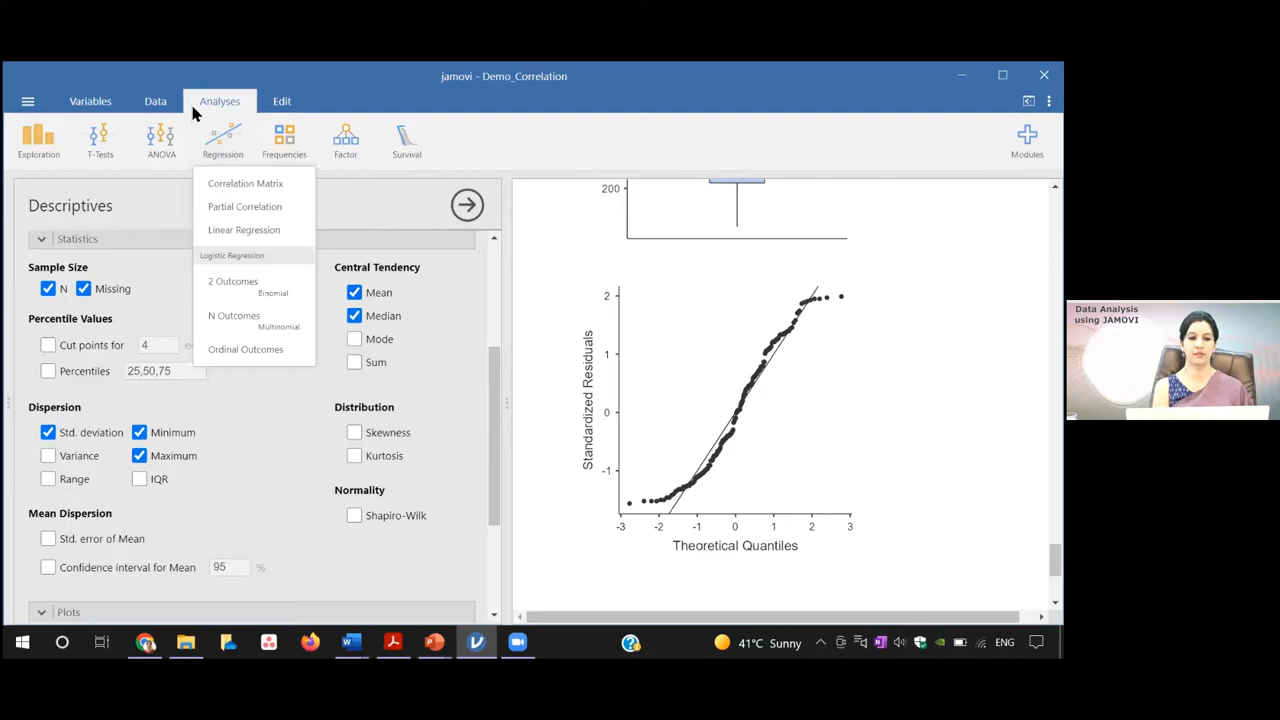 jamovi - Demo_Correlation
Variables
Data
Analyses
Edit
Exploration
T-Tests
ANOVA
Regression
Frequencies
Factor
Survival
Modules
Correlation Matrix
Partial Correlation
Linear Regression
Logistic Regression
2 Outcomes
Binomial
N Outcomes
Multinomial
Ordinal Outcomes
Descriptives
Statistics
Sample Size
N
Missing
Percentile Values
Cut points for
4
Percentiles
25,50,75
Dispersion
Std. deviation
Minimum
Variance
Maximum
Range
IQR
Mean Dispersion
Std. error of Mean
Confidence interval for Mean
95
%
Central Tendency
Mean
Median
Mode
Sum
Distribution
Skewness
Kurtosis
Normality
Shapiro-Wilk
Plots
200
2
1
0
-1
Standardized Residuals
-3 -2 -1 0 1 2 3
Theoretical Quantiles
Data Analysis
using JAMOVI
41°C Sunny
ENG